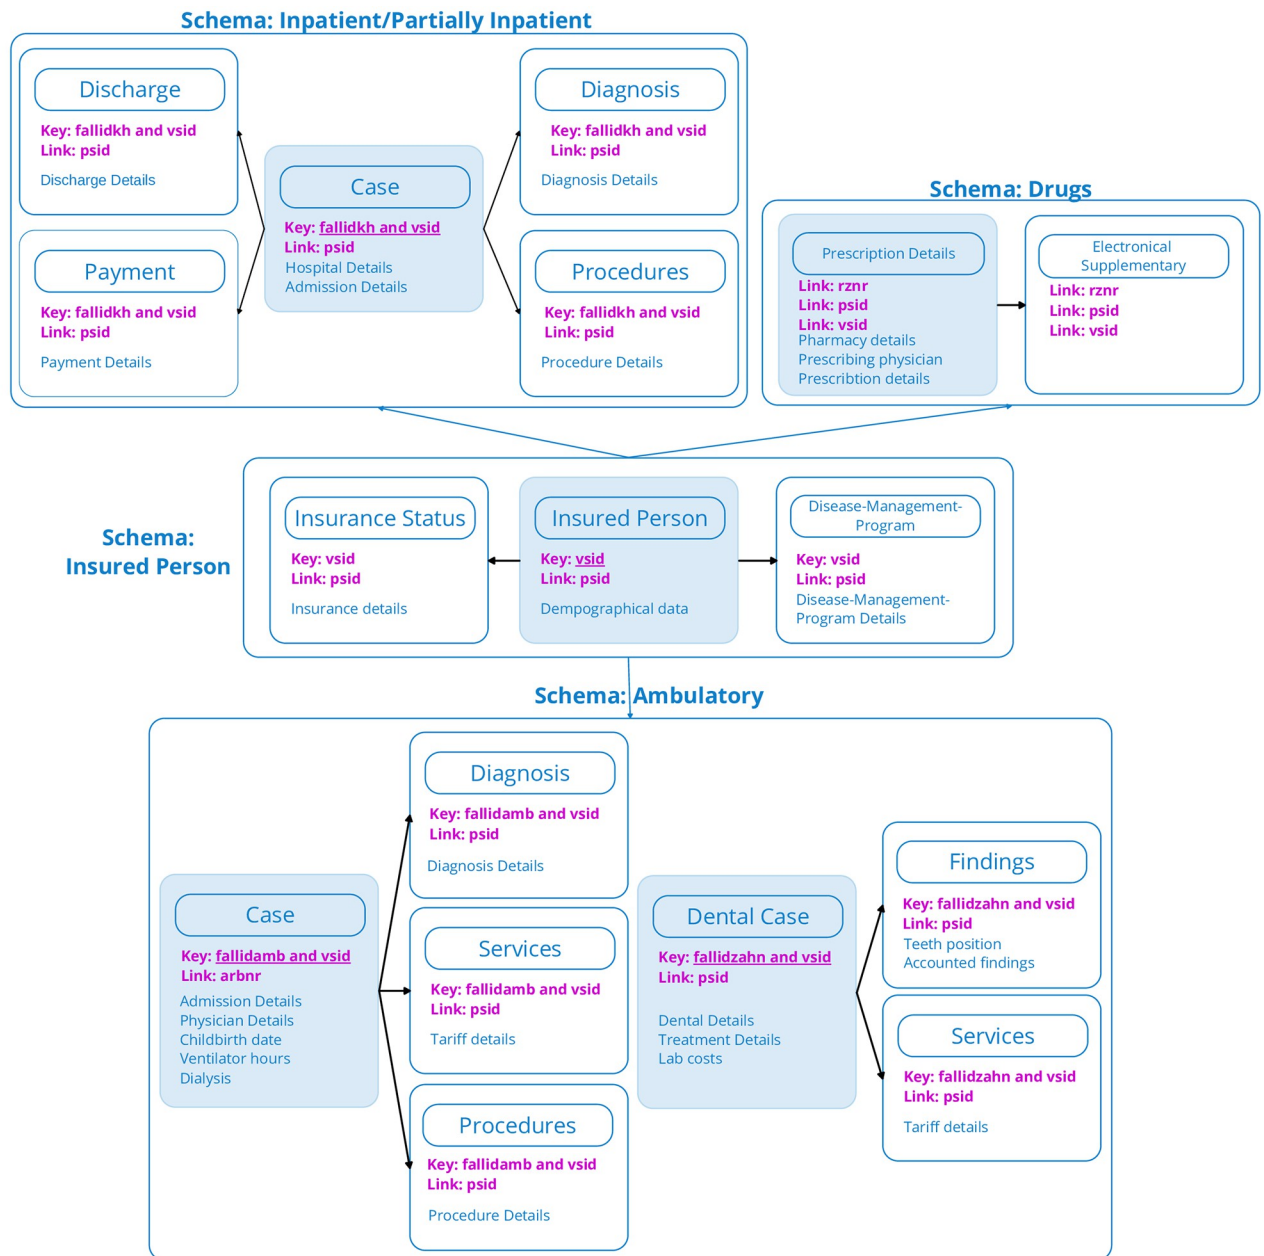 Schema: Inpatient/Partially Inpatient
Discharge
Key: fallidkh and vsid
Link: psid
Discharge Details
Payment
Key: fallidkh and vsid
Link: psid
Payment Details
Case
Key: fallidkh and vsid
Link: psid
Hospital Details
Admission Details
Diagnosis
Key: fallidkh and vsid
Link: psid
Diagnosis Details
Procedures
Key: fallidkh and vsid
Link: psid
Procedure Details
Schema: Drugs
Prescription Details
Link: rznr
Link: psid
Link: vsid
Pharmacy details
Prescribing physician
Prescribtion details
Electronical
Supplementary
Link: rznr
Link: psid
Link: vsid
Schema:
Insured Person
Insurance Status
Key: vsid
Link: psid
Insurance details
Insured Person
Key: vsid
Link: psid
Dempographical data
Disease-Management-
Program
Key: vsid
Link: psid
Disease-Management-
Program Details
Schema: Ambulatory
Case
Key: fallidamb and vsid
Link: arbnr
Admission Details
Physician Details
Childbirth date
Ventilator hours
Dialysis
Diagnosis
Key: fallidamb and vsid
Link: psid
Diagnosis Details
Services
Key: fallidamb and vsid
Link: psid
Tariff details
Procedures
Key: fallidamb and vsid
Link: psid
Procedure Details
Dental Case
Key: fallidzahn and vsid
Link: psid
Dental Details
Treatment Details
Lab costs
Findings
Key: fallidzahn and vsid
Link: psid
Teeth position
Accounted findings
Services
Key: fallidzahn and vsid
Link: psid
Tariff details